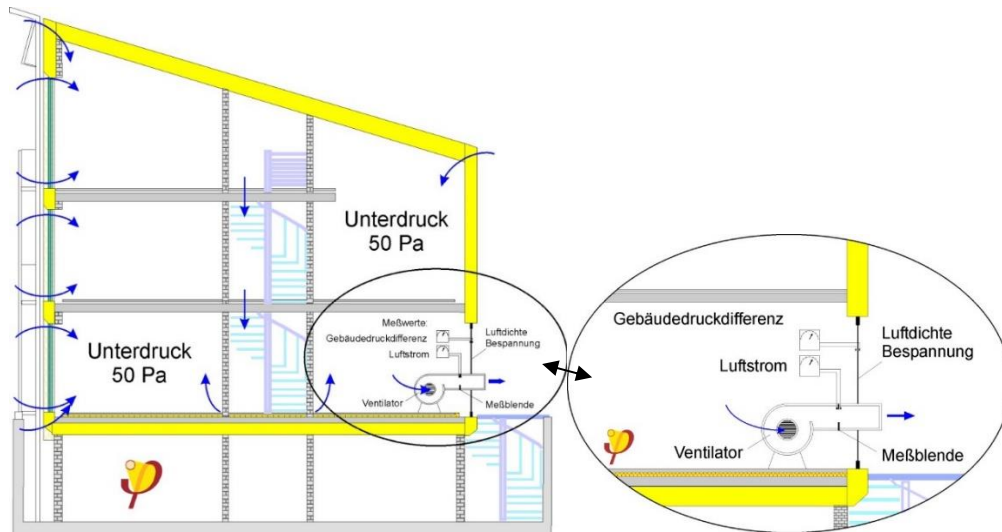 Unterdruck
50 Pa
Unterdruck
50 Pa
Meßwerte:
Gebäudedruckdifferenz
Luftstrom
Luftdichte
Bespannung
Ventilator
Meßblende
Gebäudedruckdifferenz
Luftstrom
Luftdichte
Bespannung
Ventilator
Meßblende